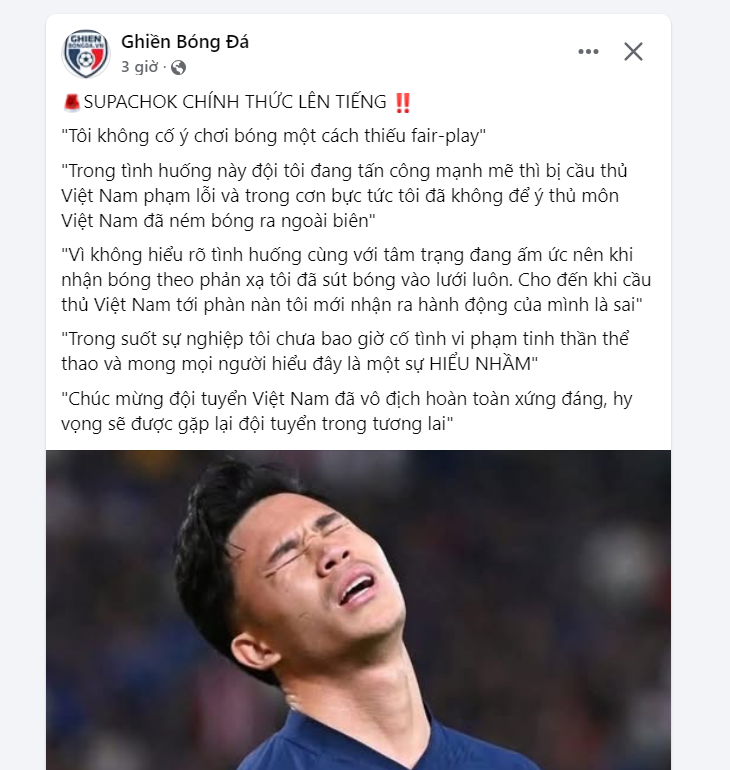 GHIEN
BONGDA.VN
Ghiền Bóng Đá
3 giờ ·
SUPACHOK CHÍNH THỨC LÊN TIẾNG ‼️
"Tôi không cố ý chơi bóng một cách thiếu fair-play"
"Trong tình huống này đội tôi đang tấn công mạnh mẽ thì bị cầu thủ
Việt Nam phạm lỗi và trong cơn bực tức tôi đã không để ý thủ môn
Việt Nam đã ném bóng ra ngoài biên"
"Vì không hiểu rõ tình huống cùng với tâm trạng đang ấm ức nên khi
nhận bóng theo phản xạ tôi đã sút bóng vào lưới luôn. Cho đến khi cầu
thủ Việt Nam tới phàn nàn tôi mới nhận ra hành động của mình là sai"
"Trong suốt sự nghiệp tôi chưa bao giờ cố tình vi phạm tinh thần thể
thao và mong mọi người hiểu đây là một sự HIỂU NHẦM"
"Chúc mừng đội tuyển Việt Nam đã vô địch hoàn toàn xứng đáng, hy
vọng sẽ được gặp lại đội tuyển trong tương lai"